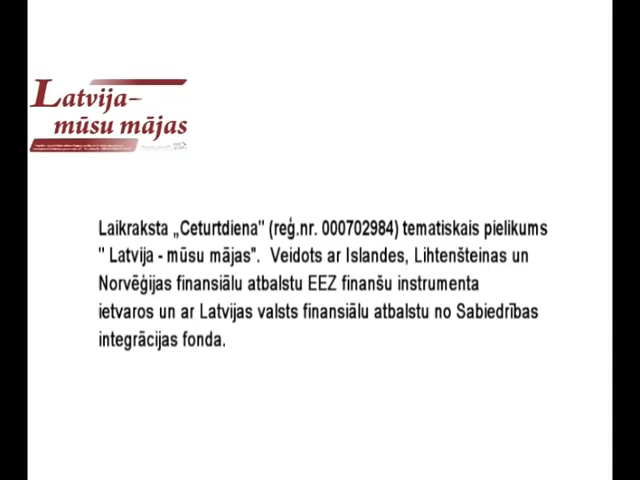 Latvija–
mūsu mājas
Laikraksta „Ceturtdiena" (reģ.nr. 000702984) tematiskais pielikums
" Latvija - mūsu mājas". Veidots ar Islandes, Lihtenšteinas un
Norvēģijas finansiālu atbalstu EEZ finanšu instrumenta
ietvaros un ar Latvijas valsts finansiālu atbalstu no Sabiedrības
integrācijas fonda.